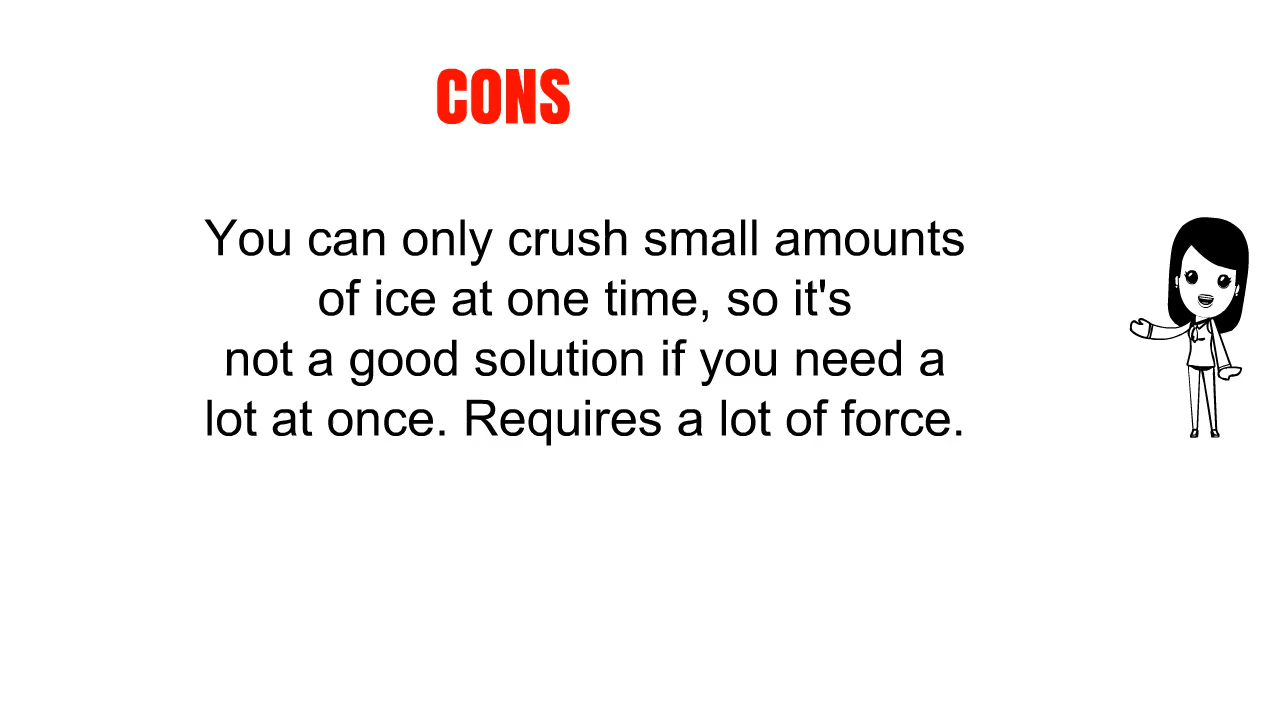 CONS
You can only crush small amounts
of ice at one time, so it's
not a good solution if you need a
lot at once. Requires a lot of force.